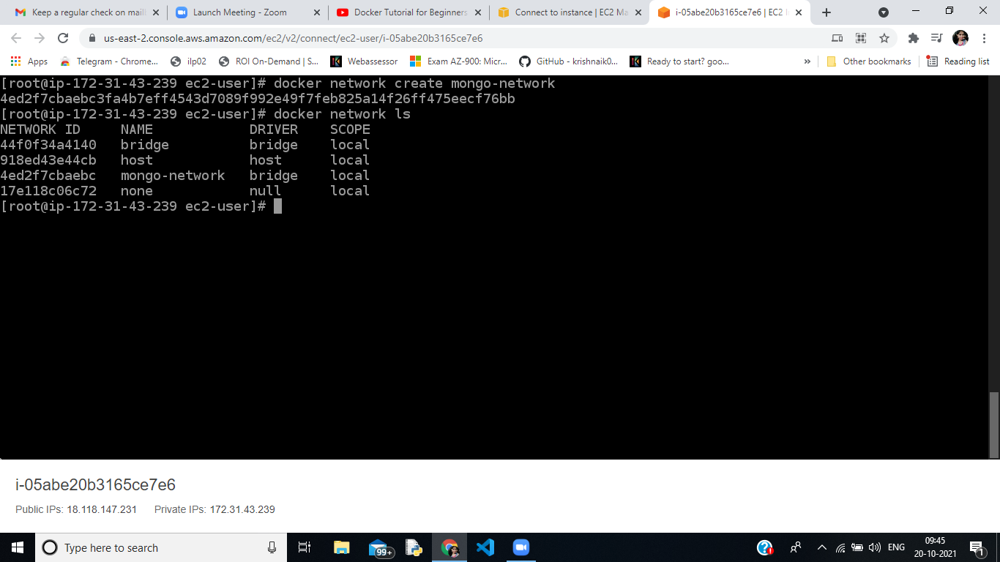 Keep a regular check on mail
Launch Meeting - Zoom
Docker Tutorial for Beginners
Connect to instance | EC2 Ma
i-05abe20b3165ce7e6 | EC2
us-east-2.console.aws.amazon.com/ec2/v2/connect/ec2-user/i-05abe20b3165ce7e6
Apps
Telegram - Chrome...
ilp02
ROI On-Demand | S...
Webassessor
Exam AZ-900: Micr...
GitHub - krishnaik0...
Ready to start? goo...
»
Other bookmarks
Reading list
[root@ip-172-31-43-239 ec2-user]# docker network create mongo-network
4ed2f7cbaebc3fa4b7eff4543d7089f992e49f7feb825a14f26ff475eecf76bb
[root@ip-172-31-43-239 ec2-user]# docker network ls
NETWORK ID NAME DRIVER SCOPE
44f0f34a4140 bridge bridge local
918ed43e44cb host host local
4ed2f7cbaebc mongo-network bridge local
17e118c06c72 none null local
[root@ip-172-31-43-239 ec2-user]#
i-05abe20b3165ce7e6
Public IPs: 18.118.147.231 Private IPs: 172.31.43.239
Type here to search
99+
ENG
09:45
20-10-2021
1